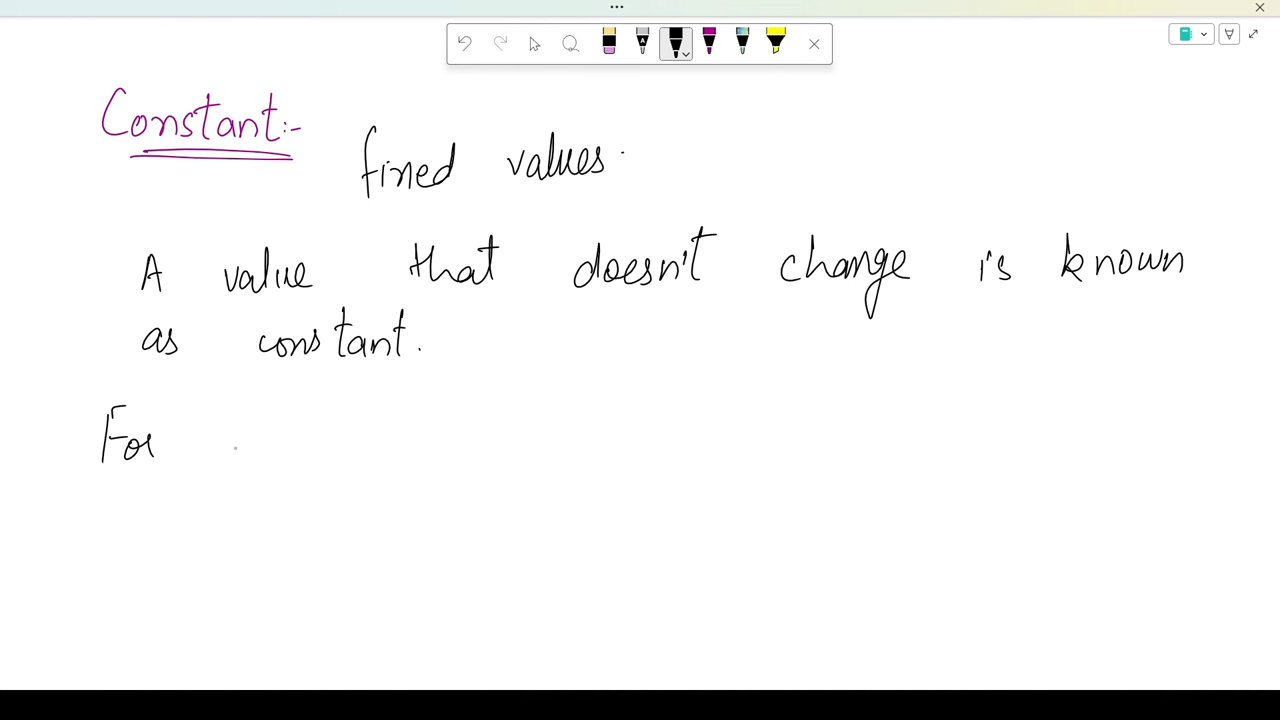 Constant:-
fixed values.
A value that doesn't change is known
as constant.
For